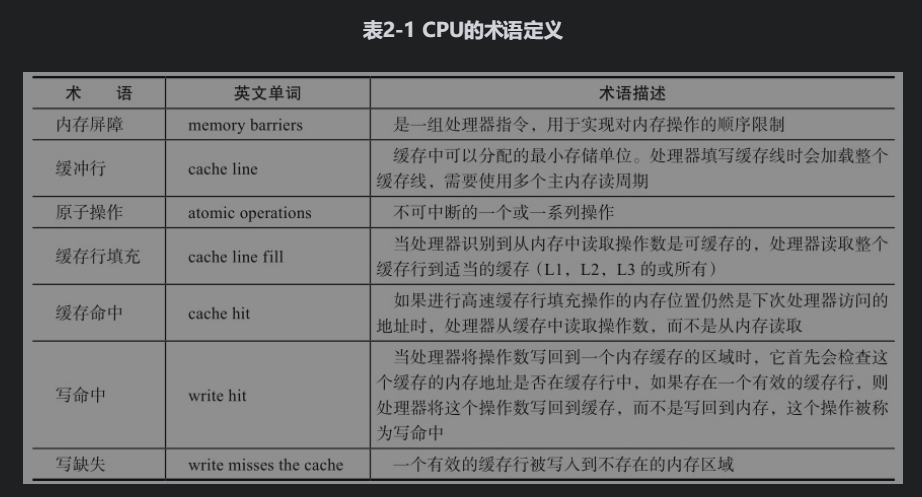 表2-1 CPU的术语定义
术 语 英文单词 术语描述
内存屏障 memory barriers 是一组处理器指令，用于实现对内存操作的顺序限制
缓冲行 cache line 缓存中可以分配的最小存储单位。处理器填写缓存线时会加载整个
缓存线，需要使用多个主内存读周期
原子操作 atomic operations 不可中断的一个或一系列操作
缓存行填充 cache line fill 当处理器识别到从内存中读取操作数是可缓存的，处理器读取整个
缓存行到适当的缓存（L1，L2，L3 的或所有）
缓存命中 cache hit 如果进行高速缓存行填充操作的内存位置仍然是下次处理器访问的
地址时，处理器从缓存中读取操作数，而不是从内存读取
写命中 write hit 当处理器将操作数写回到一个内存缓存的区域时，它首先会检查这
个缓存的内存地址是否在缓存行中，如果存在一个有效的缓存行，则
处理器将这个操作数写回到缓存，而不是写回到内存，这个操作被称
为写命中
写缺失 write misses the cache 一个有效的缓存行被写入到不存在的内存区域